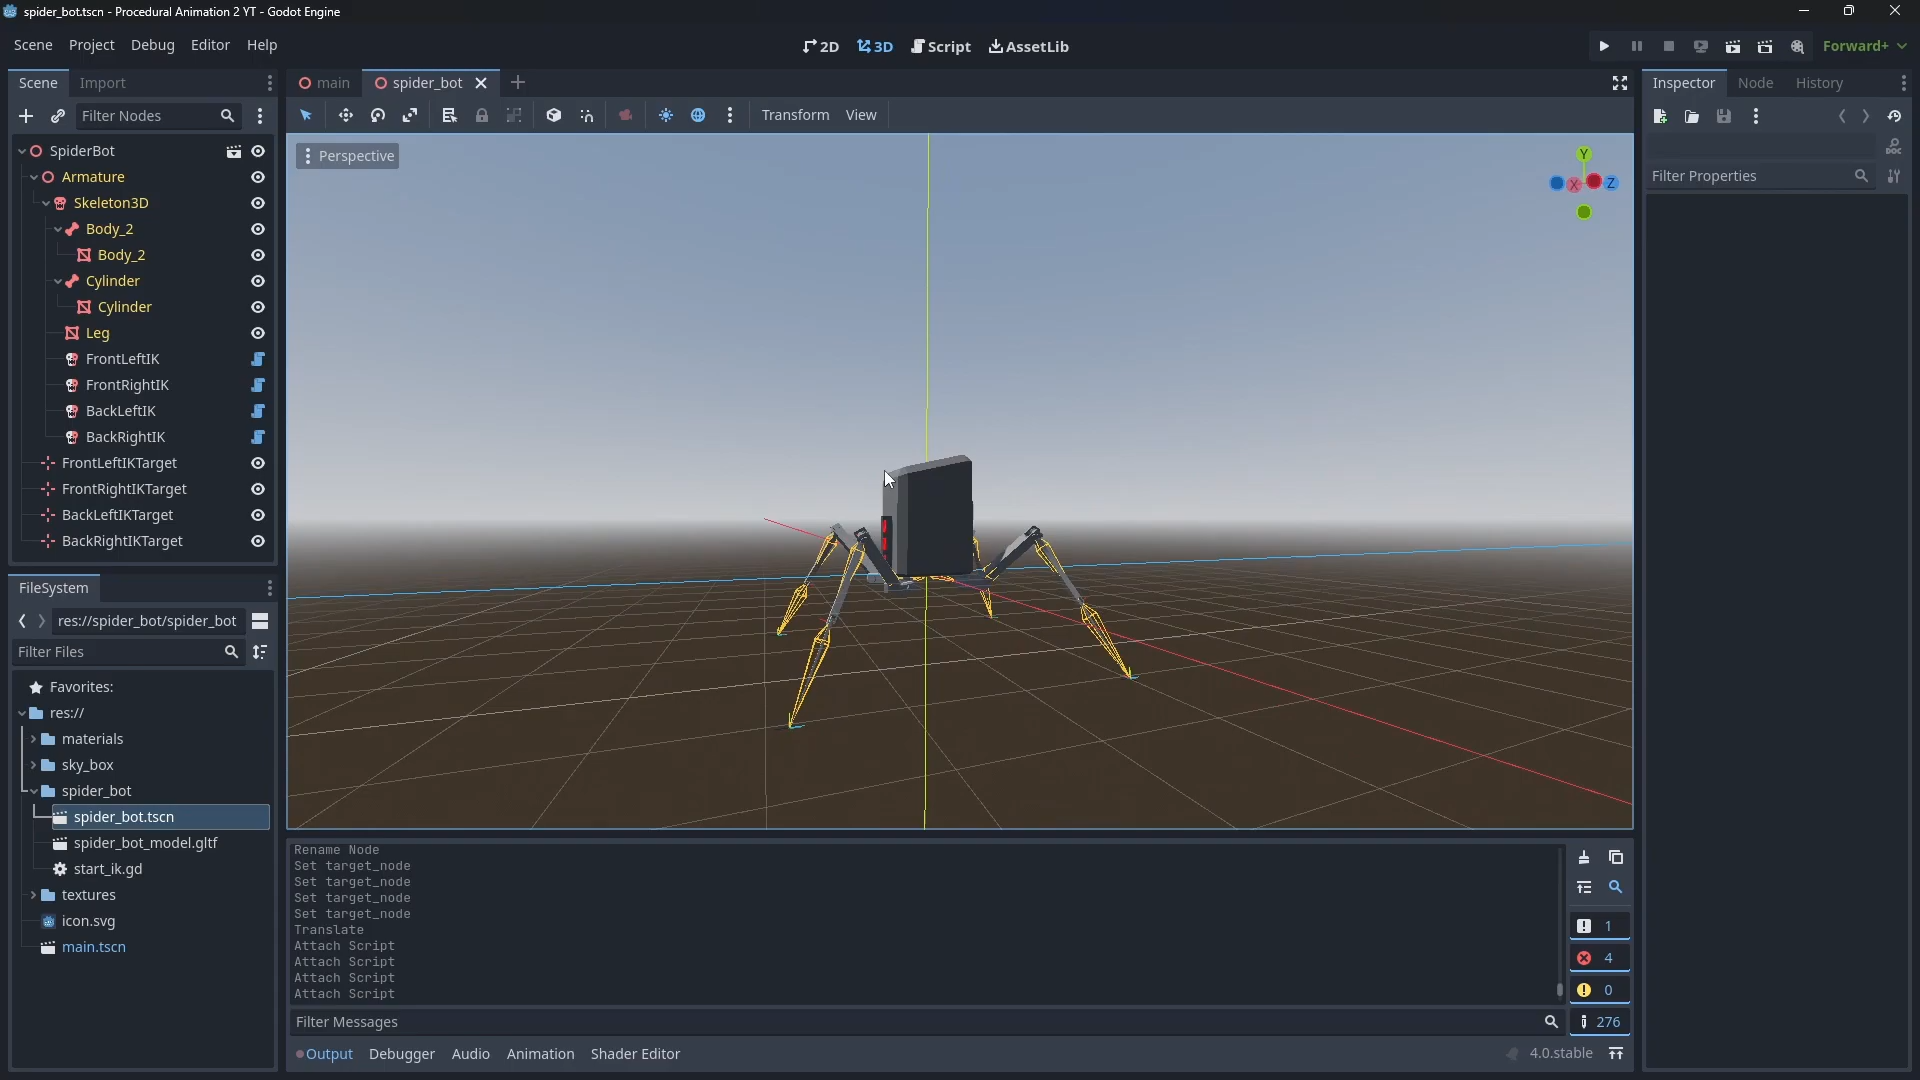 spider_bot.tscn - Procedural Animation 2 YT - Godot Engine
Scene Project Debug Editor Help
2D 3D Script AssetLib
Forward+
Scene Import
main spider_bot
Inspector Node History
Filter Nodes
Transform View
Perspective
Y
X Z
Filter Properties
SpiderBot
Armature
Skeleton3D
Body_2
Body_2
Cylinder
Cylinder
Leg
FrontLeftIK
FrontRightIK
BackLeftIK
BackRightIK
FrontLeftIKTarget
FrontRightIKTarget
BackLeftIKTarget
BackRightIKTarget
FileSystem
res://spider_bot/spider_bot
Filter Files
Favorites:
res://
materials
sky_box
spider_bot
spider_bot.tscn
spider_bot_model.gltf
start_ik.gd
textures
icon.svg
main.tscn
Rename Node
Set target_node
Set target_node
Set target_node
Set target_node
Translate
Attach Script
Attach Script
Attach Script
Attach Script
1
4
0
276
Filter Messages
Output Debugger Audio Animation Shader Editor
4.0.stable